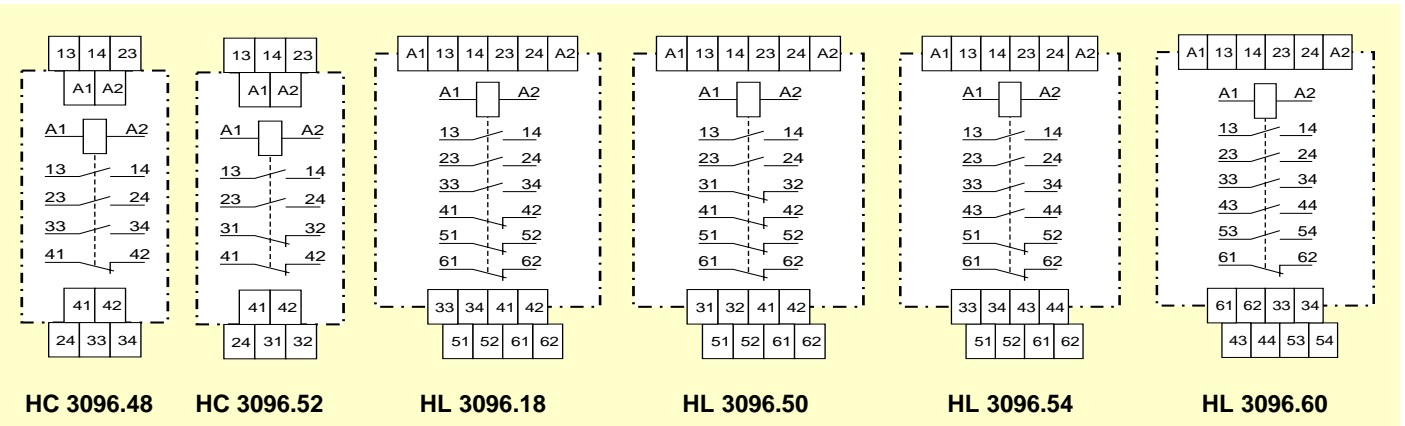 13 14 23
A1 A2
A1 A2
13 14
23 24
33 34
41 42
41 42
24 33 34
HC 3096.48
13 14 23
A1 A2
A1 A2
13 14
23 24
31 32
41 42
41 42
24 31 32
HC 3096.52
A1 13 14 23 24 A2
A1 A2
13 14
23 24
33 34
41 42
51 52
61 62
33 34 41 42
51 52 61 62
HL 3096.18
A1 13 14 23 24 A2
A1 A2
13 14
23 24
31 32
41 42
51 52
61 62
31 32 41 42
51 52 61 62
HL 3096.50
A1 13 14 23 24 A2
A1 A2
13 14
23 24
33 34
43 44
51 52
61 62
33 34 43 44
51 52 61 62
HL 3096.54
A1 13 14 23 24 A2
A1 A2
13 14
23 24
33 34
43 44
53 54
61 62
61 62 33 34
43 44 53 54
HL 3096.60